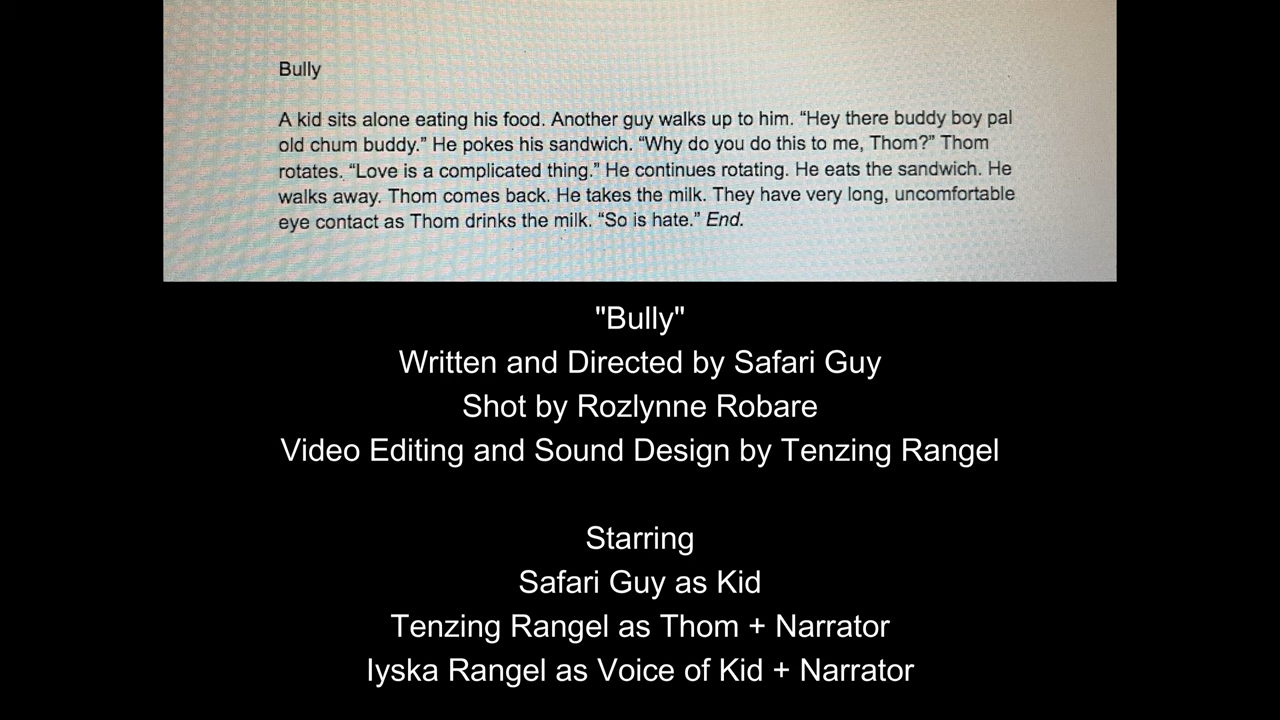 Bully
A kid sits alone eating his food. Another guy walks up to him. “Hey there buddy boy pal
old chum buddy.” He pokes his sandwich. “Why do you do this to me, Thom?” Thom
rotates. “Love is a complicated thing.” He continues rotating. He eats the sandwich. He
walks away. Thom comes back. He takes the milk. They have very long, uncomfortable
eye contact as Thom drinks the milk. “So is hate.” End.
"Bully"
Written and Directed by Safari Guy
Shot by Rozlynne Robare
Video Editing and Sound Design by Tenzing Rangel
Starring
Safari Guy as Kid
Tenzing Rangel as Thom + Narrator
Iyska Rangel as Voice of Kid + Narrator